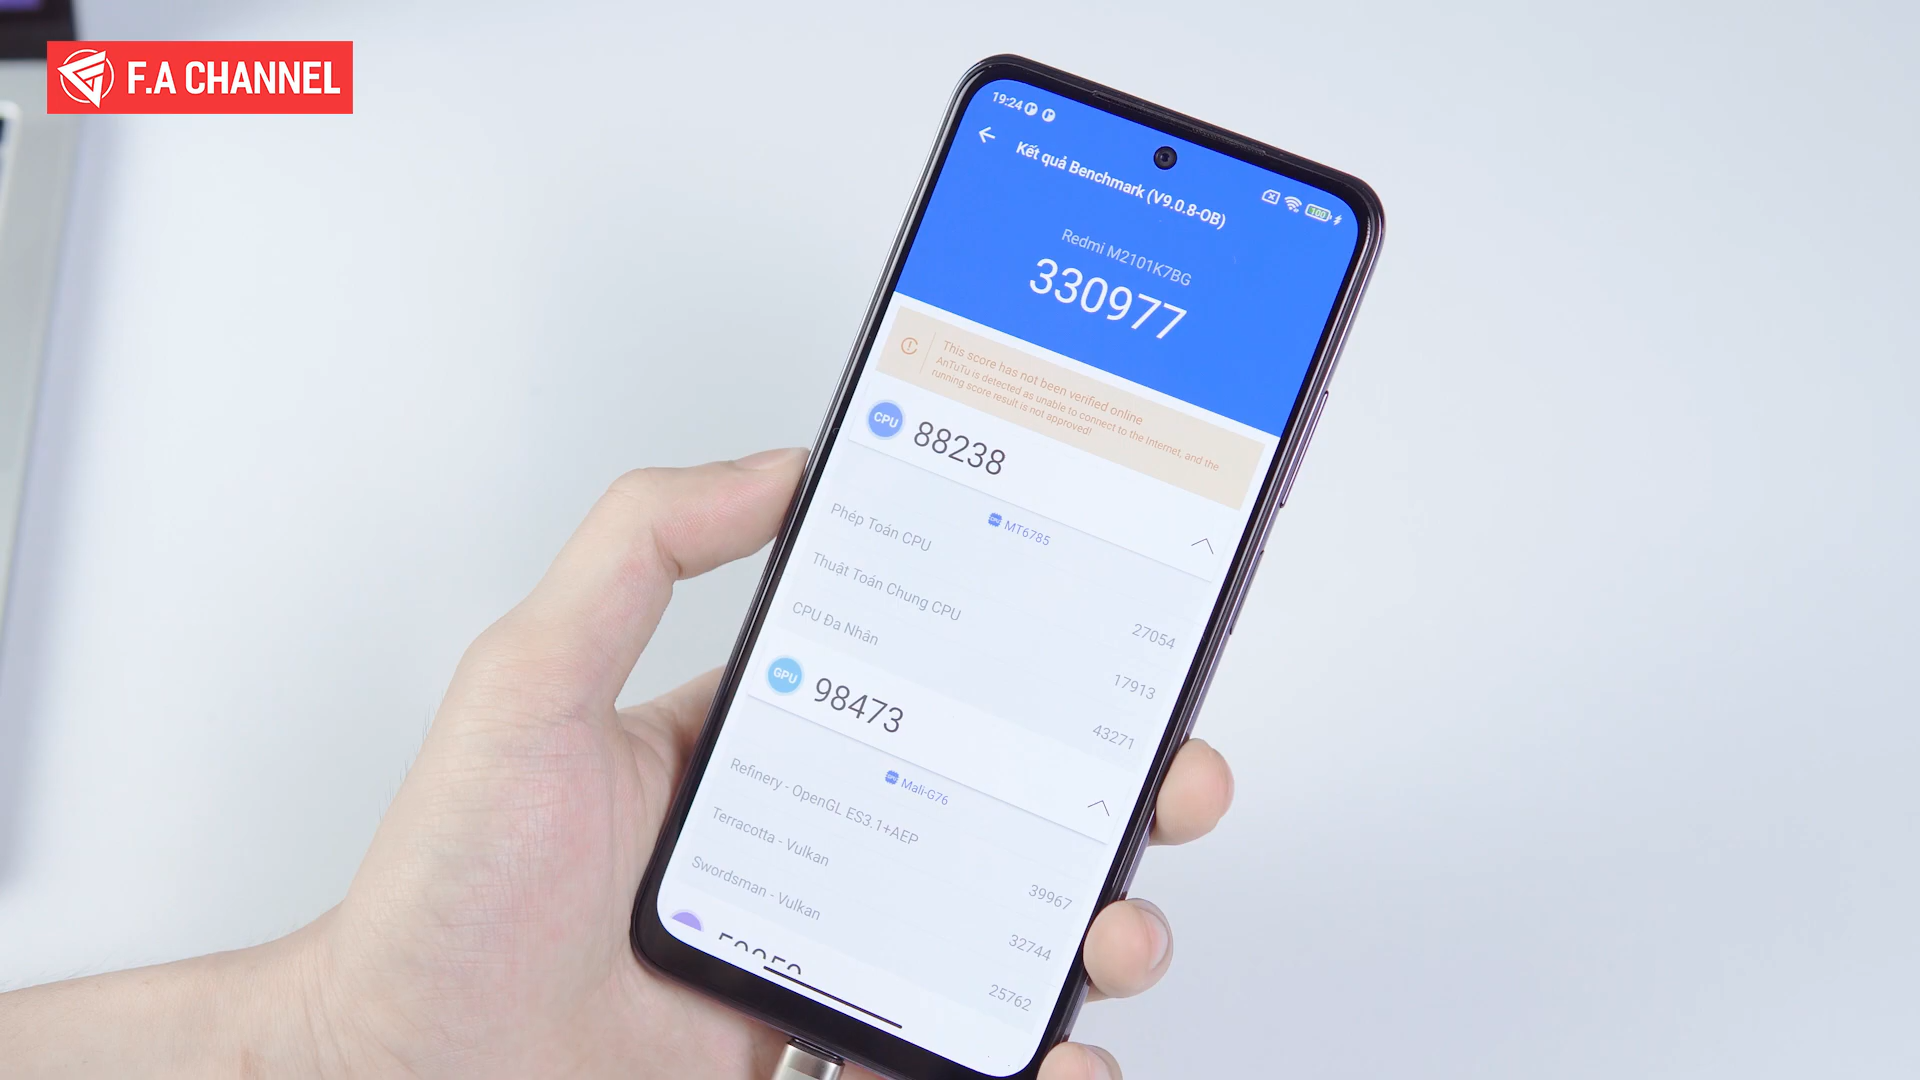 F.A CHANNEL
19:24
100
Kết quả Benchmark (V9.0.8-OB)
Redmi M2101K7BG
330977
This score has not been verified online
AnTuTu is detected as unable to connect to the Internet, and the
running score result is not approved!
CPU 88238
MT6785
Phép Toán CPU 27054
Thuật Toán Chung CPU 17913
CPU Đa Nhân 43271
GPU 98473
Mali-G76
Refinery - OpenGL ES3.1+AEP 39967
Terracotta - Vulkan 32744
Swordsman - Vulkan 25762